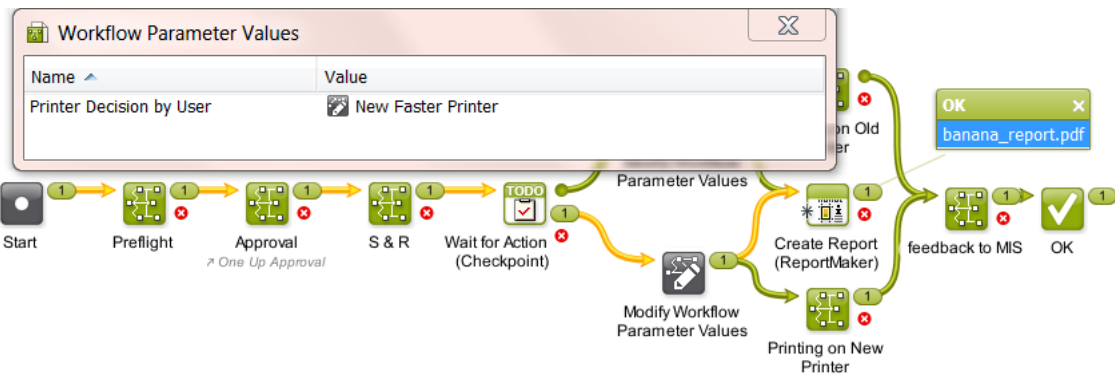 Workflow Parameter Values
Name
Value
Printer Decision by User
New Faster Printer
OK
banana_report.pdf
on Old
Parameter Values
1
1
1
1
TODO
1
1
1
1
1
Start
Preflight
Approval
↗ One Up Approval
S & R
Wait for Action
(Checkpoint)
Create Report
(ReportMaker)
feedback to MIS
OK
1
1
Modify Workflow
Parameter Values
Printing on New
Printer